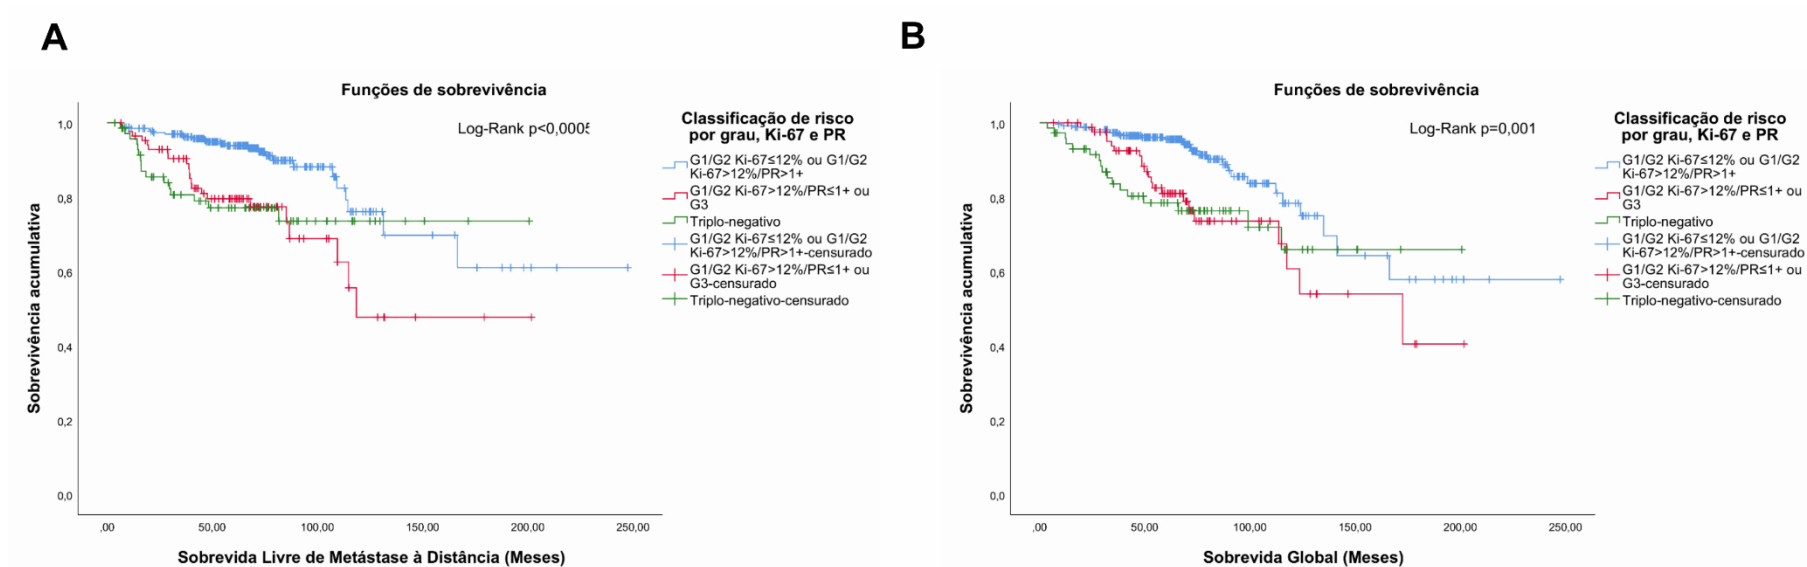 A
Funções de sobrevivência
Log-Rank p<0,0005
Sobrevivência acumulativa
1,0
0,8
0,6
0,4
0,2
0,0
,00
50,00
100,00
150,00
200,00
250,00
Sobrevida Livre de Metástase à Distância (Meses)
Classificação de risco
por grau, Ki-67 e PR
G1/G2 Ki-67≤12% ou G1/G2
Ki-67>12%/PR>1+
G1/G2 Ki-67>12%/PR≤1+ ou
G3
Triplo-negativo
G1/G2 Ki-67≤12% ou G1/G2
Ki-67>12%/PR>1+-censurado
G1/G2 Ki-67>12%/PR≤1+ ou
G3-censurado
Triplo-negativo-censurado
B
Funções de sobrevivência
Log-Rank p=0,001
Sobrevivência acumulativa
1,0
0,8
0,6
0,4
0,2
0,0
,00
50,00
100,00
150,00
200,00
250,00
Sobrevida Global (Meses)
Classificação de risco
por grau, Ki-67 e PR
G1/G2 Ki-67≤12% ou G1/G2
Ki-67>12%/PR>1+
G1/G2 Ki-67>12%/PR≤1+ ou
G3
Triplo-negativo
G1/G2 Ki-67≤12% ou G1/G2
Ki-67>12%/PR>1+-censurado
G1/G2 Ki-67>12%/PR≤1+ ou
G3-censurado
Triplo-negativo-censurado